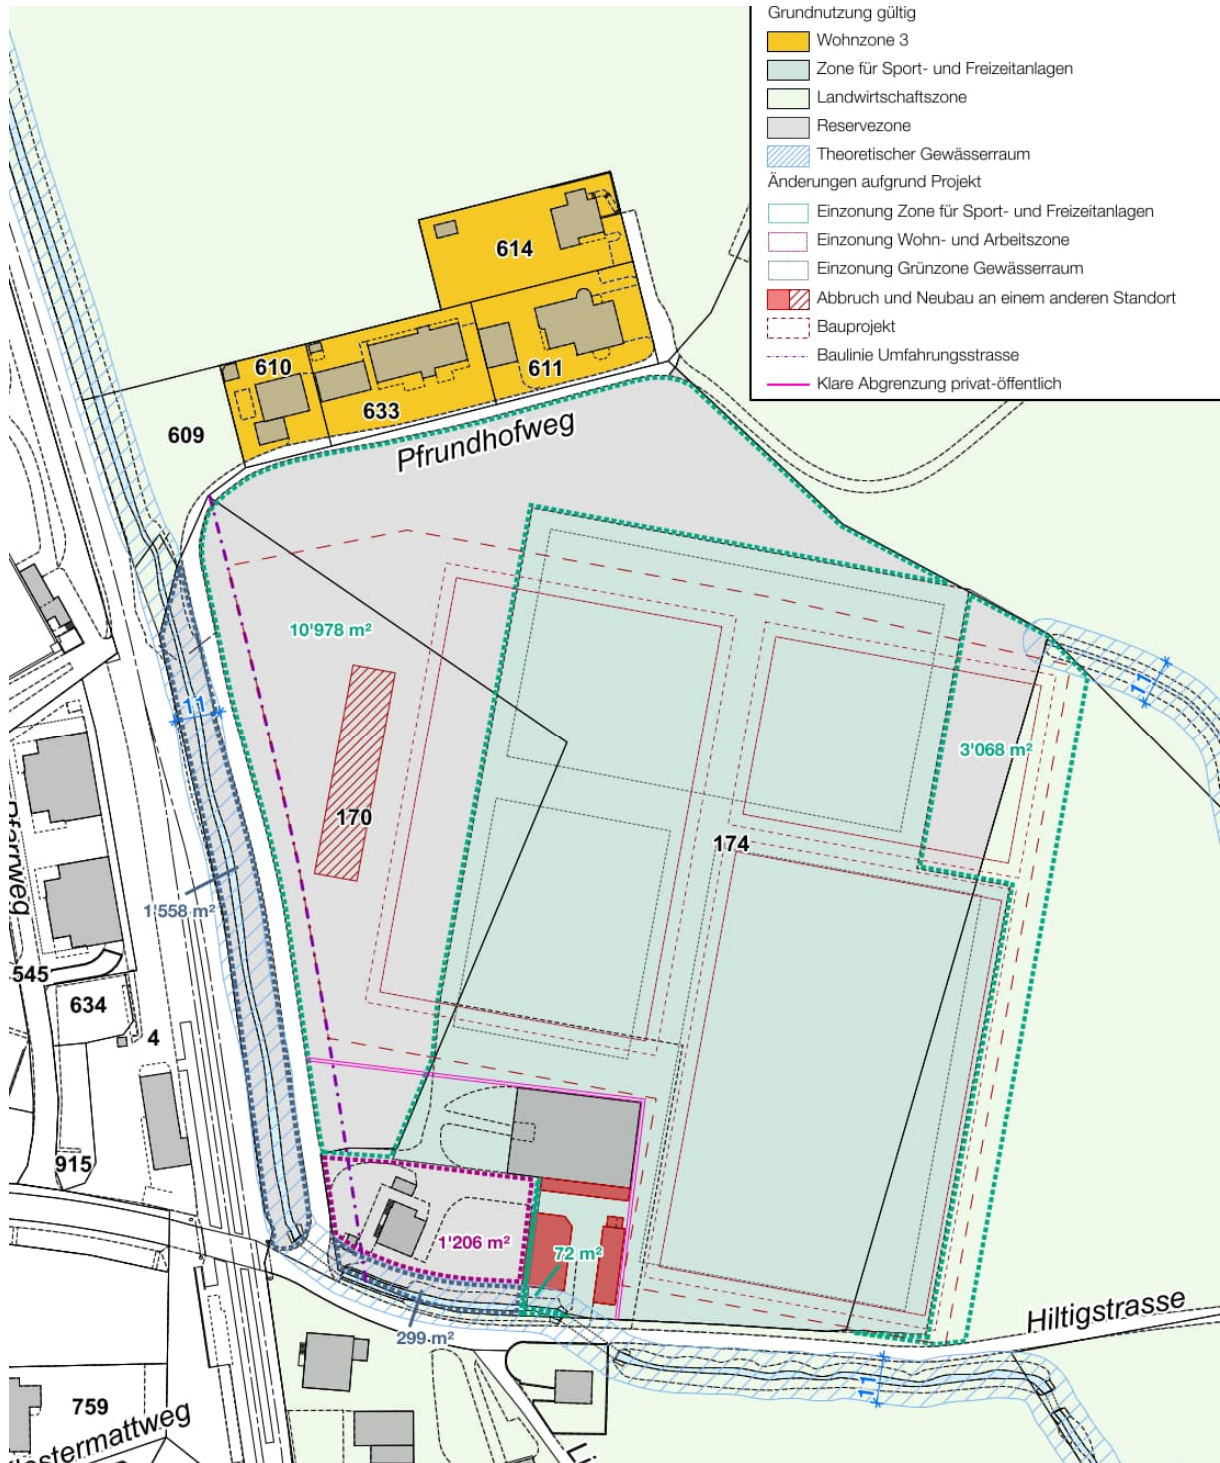 Grundnutzung gültig
Wohnzone 3
Zone für Sport- und Freizeitanlagen
Landwirtschaftszone
Reservezone
Theoretischer Gewässerraum
Änderungen aufgrund Projekt
Einzonung Zone für Sport- und Freizeitanlagen
Einzonung Wohn- und Arbeitszone
Einzonung Grünzone Gewässerraum
Abbruch und Neubau an einem anderen Standort
Bauprojekt
Baulinie Umfahrungsstrasse
Klare Abgrenzung privat-öffentlich
614
610
611
633
609
Pfrundhofweg
10'978 m²
11
11
3'068 m²
170
174
Pfarrweg
1'558 m²
545
634
4
915
1'206 m²
72 m²
299 m²
Hiltigstrasse
11
759
lostermattweg
Li